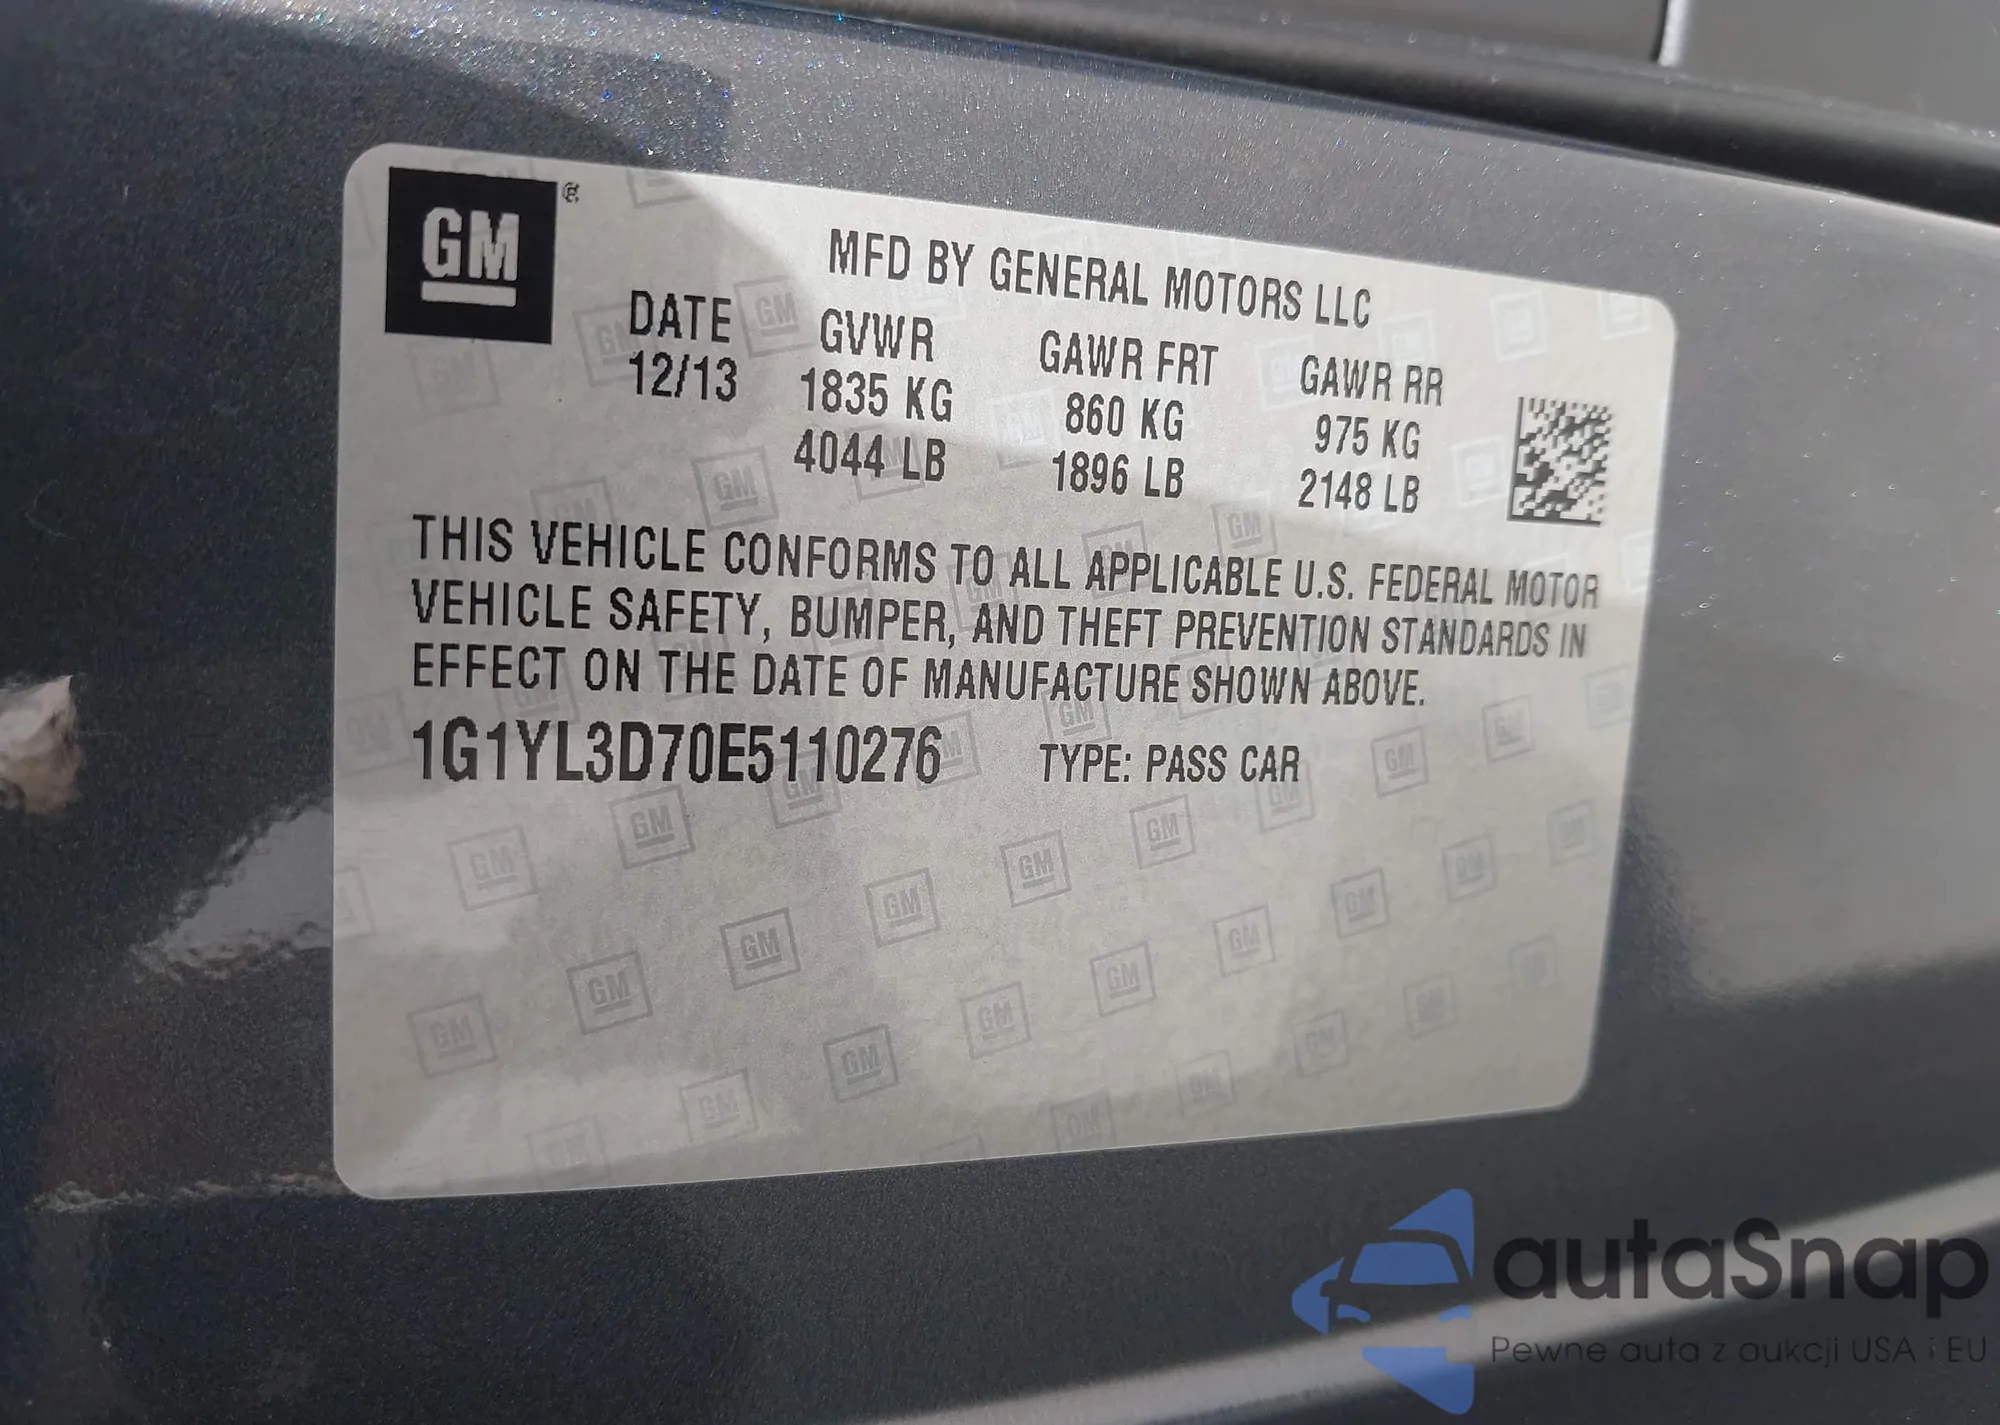 GM
MFD BY GENERAL MOTORS LLC
DATE GVWR GAWR FRT GAWR RR
12/13 1835 KG 860 KG 975 KG
4044 LB 1896 LB 2148 LB
THIS VEHICLE CONFORMS TO ALL APPLICABLE U.S. FEDERAL MOTOR
VEHICLE SAFETY, BUMPER, AND THEFT PREVENTION STANDARDS IN
EFFECT ON THE DATE OF MANUFACTURE SHOWN ABOVE.
1G1YL3D70E5110276 TYPE: PASS CAR
autaSnap
Pewne auta z aukcji USA i EU